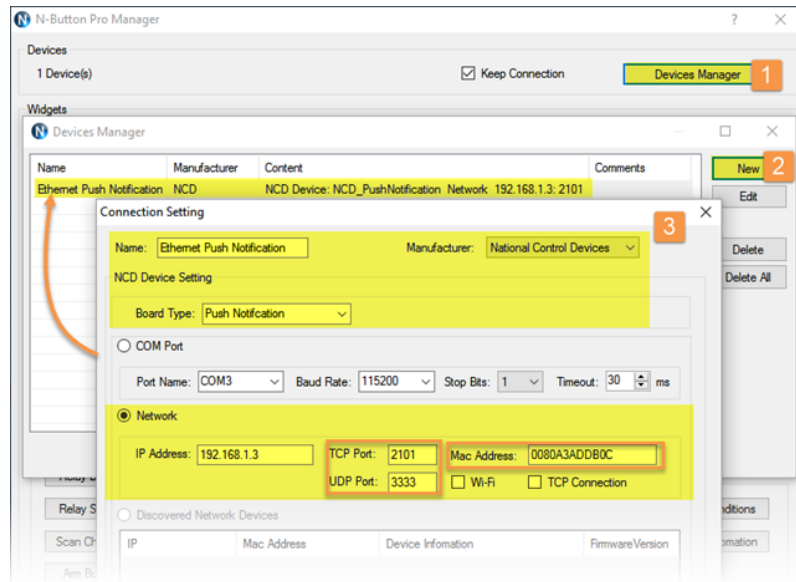 N-Button Pro Manager
Devices
1 Device(s) Keep Connection Devices Manager 1
Widgets
Devices Manager
Name Manufacturer Content Comments New 2
Ethernet Push Notification NCD NCD Device: NCD_PushNotification Network 192.168.1.3: 2101
Edit
Connection Setting
3
Name: Ethernet Push Notification Manufacturer: National Control Devices
Delete
NCD Device Setting
Delete All
Board Type: Push Notifcation
COM Port
Port Name: COM3 Baud Rate: 115200 Stop Bits: 1 Timeout: 30 ms
Network
IP Address: 192.168.1.3 TCP Port: 2101 Mac Address: 0080A3ADDB0C
UDP Port: 3333 Wi-Fi TCP Connection
Relay S
Discovered Network Devices
Scan Ch
IP Mac Address Device Infomation FirmwareVersion